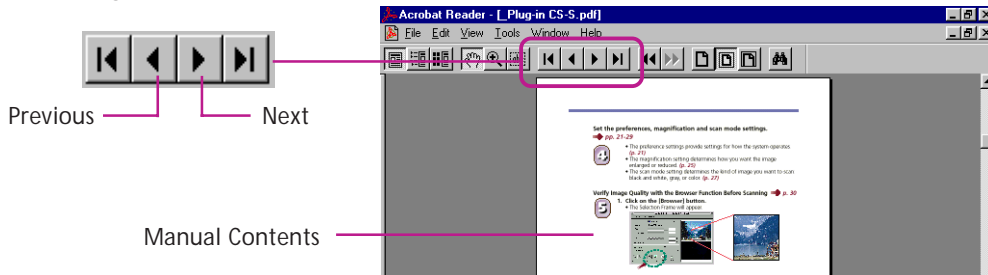 Acrobat Reader - [_Plug-in CS-S.pdf]
File Edit View Tools Window Help
Previous
Next
Set the preferences, magnification and scan mode settings.
pp. 21-29
4
• The preference settings provide settings for how the system operates
(p. 21)
• The magnification setting determines how you want the image
enlarged or reduced. (p. 25)
• The scan mode setting determines the kind of image you want to scan
black and white, gray, or color (p. 27)
Verify Image Quality with the Browser Function Before Scanning p. 30
5
1. Click on the [Browser] button.
• The Selection Frame will appear
Manual Contents